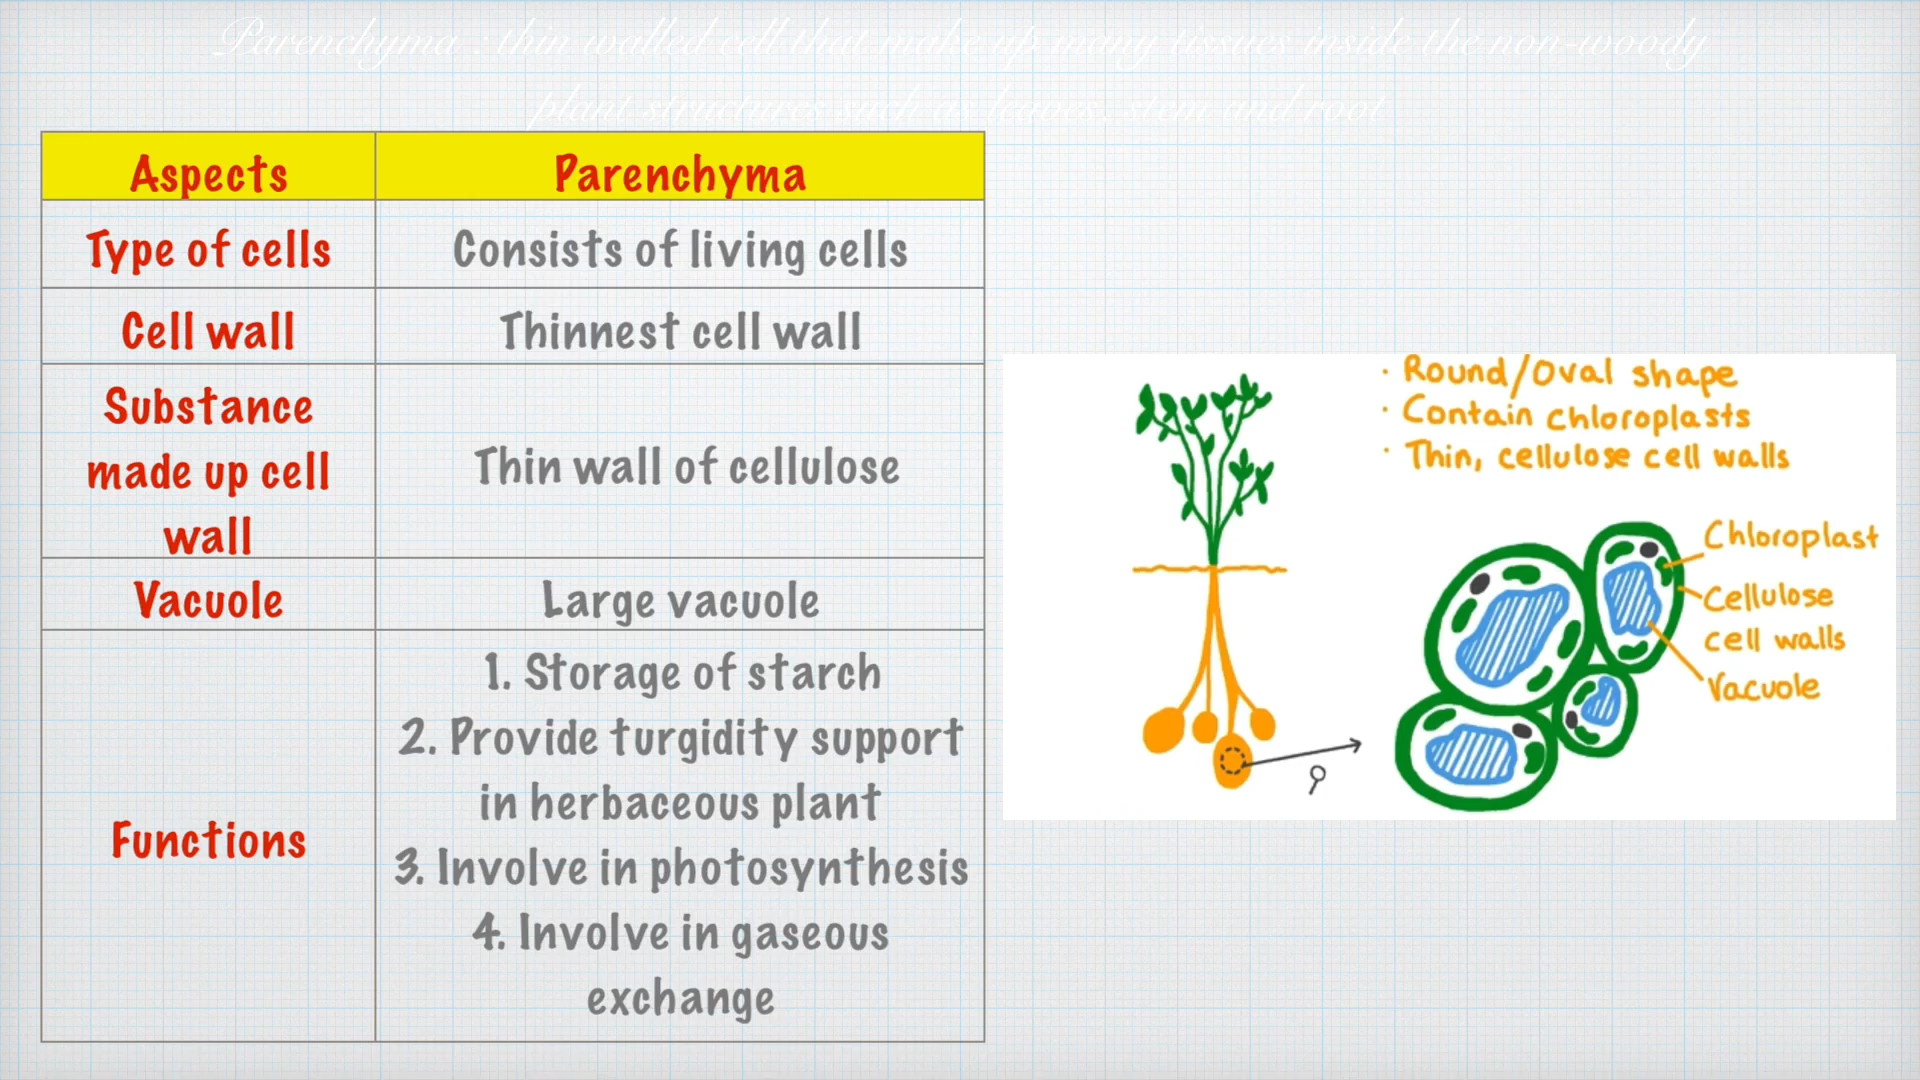 Parenchyma : thin walled cell that make up many tissues inside the non-woody
plant structures such as leaves, stem and root
Aspects
Parenchyma
Type of cells
Consists of living cells
Cell wall
Thinnest cell wall
Substance
made up cell
wall
Thin wall of cellulose
Vacuole
Large vacuole
Functions
1. Storage of starch
2. Provide turgidity support
in herbaceous plant
3. Involve in photosynthesis
4. Involve in gaseous
exchange
· Round/Oval shape
· Contain chloroplasts
· Thin, cellulose cell walls
Chloroplast
Cellulose
cell walls
Vacuole